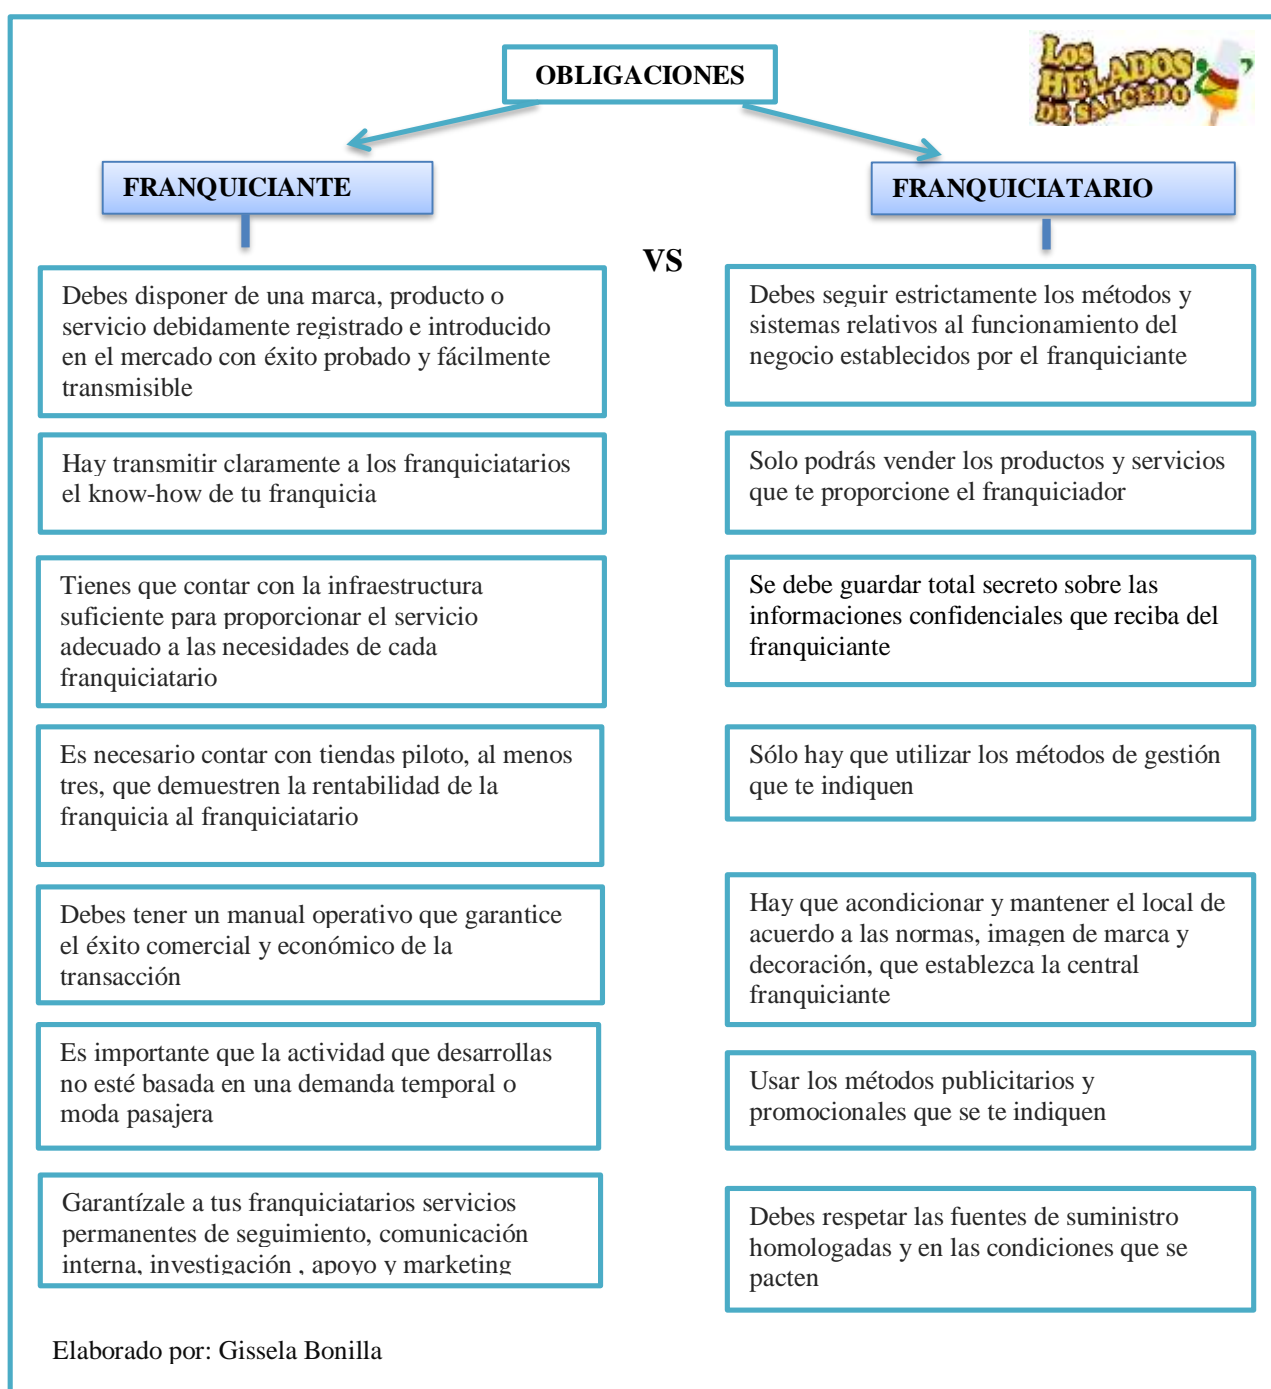 OBLIGACIONES
LOS
HELADOS
DE SALCEDO
FRANQUICIANTE
FRANQUICIATARIO
VS
Debes disponer de una marca, producto o
servicio debidamente registrado e introducido
en el mercado con éxito probado y fácilmente
transmisible
Hay transmitir claramente a los franquiciatarios
el know-how de tu franquicia
Tienes que contar con la infraestructura
suficiente para proporcionar el servicio
adecuado a las necesidades de cada
franquiciatario
Es necesario contar con tiendas piloto, al menos
tres, que demuestren la rentabilidad de la
franquicia al franquiciatario
Debes tener un manual operativo que garantice
el éxito comercial y económico de la
transacción
Es importante que la actividad que desarrollas
no esté basada en una demanda temporal o
moda pasajera
Garantízale a tus franquiciatarios servicios
permanentes de seguimiento, comunicación
interna, investigación , apoyo y marketing
Debes seguir estrictamente los métodos y
sistemas relativos al funcionamiento del
negocio establecidos por el franquiciante
Solo podrás vender los productos y servicios
que te proporcione el franquiciador
Se debe guardar total secreto sobre las
informaciones confidenciales que reciba del
franquiciante
Sólo hay que utilizar los métodos de gestión
que te indiquen
Hay que acondicionar y mantener el local de
acuerdo a las normas, imagen de marca y
decoración, que establezca la central
franquiciante
Usar los métodos publicitarios y
promocionales que se te indiquen
Debes respetar las fuentes de suministro
homologadas y en las condiciones que se
pacten
Elaborado por: Gissela Bonilla